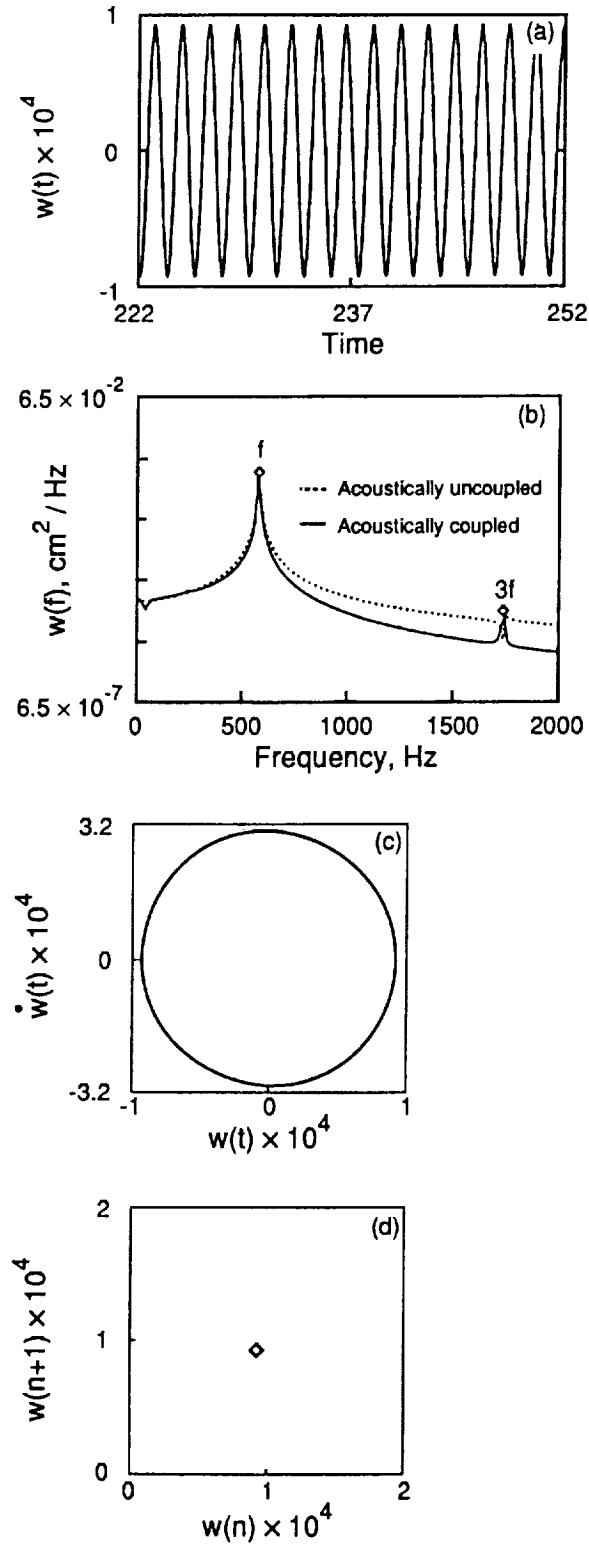 1
(a)
w(t) × 10⁴
0
-1
222
237
252
Time
6.5 × 10⁻²
(b)
f
Acoustically uncoupled
Acoustically coupled
w(f), cm² / Hz
3f
6.5 × 10⁻⁷
0
500
1000
1500
2000
Frequency, Hz
3.2
(c)
ẇ(t) × 10⁴
0
-3.2
-1
0
1
w(t) × 10⁴
2
(d)
w(n+1) × 10⁴
1
0
0
1
2
w(n) × 10⁴